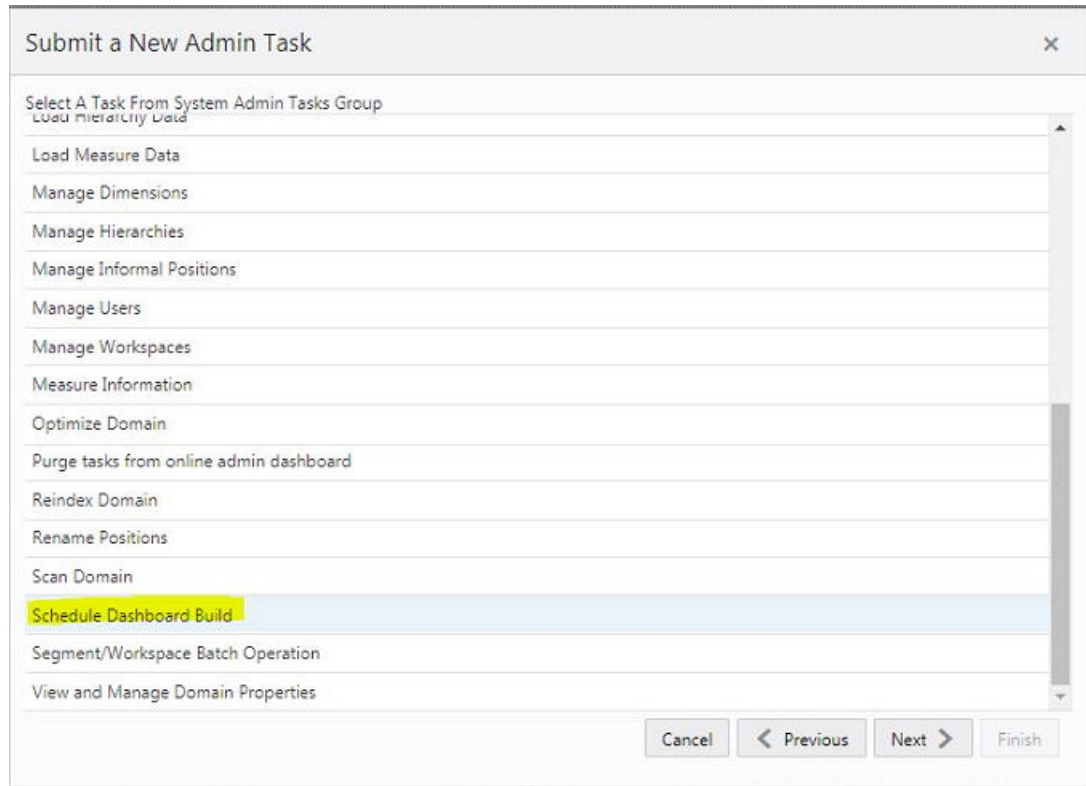 Submit a New Admin Task
Select A Task From System Admin Tasks Group
Load Hierarchy Data
Load Measure Data
Manage Dimensions
Manage Hierarchies
Manage Informal Positions
Manage Users
Manage Workspaces
Measure Information
Optimize Domain
Purge tasks from online admin dashboard
Reindex Domain
Rename Positions
Scan Domain
Schedule Dashboard Build
Segment/Workspace Batch Operation
View and Manage Domain Properties
Cancel Previous Next Finish